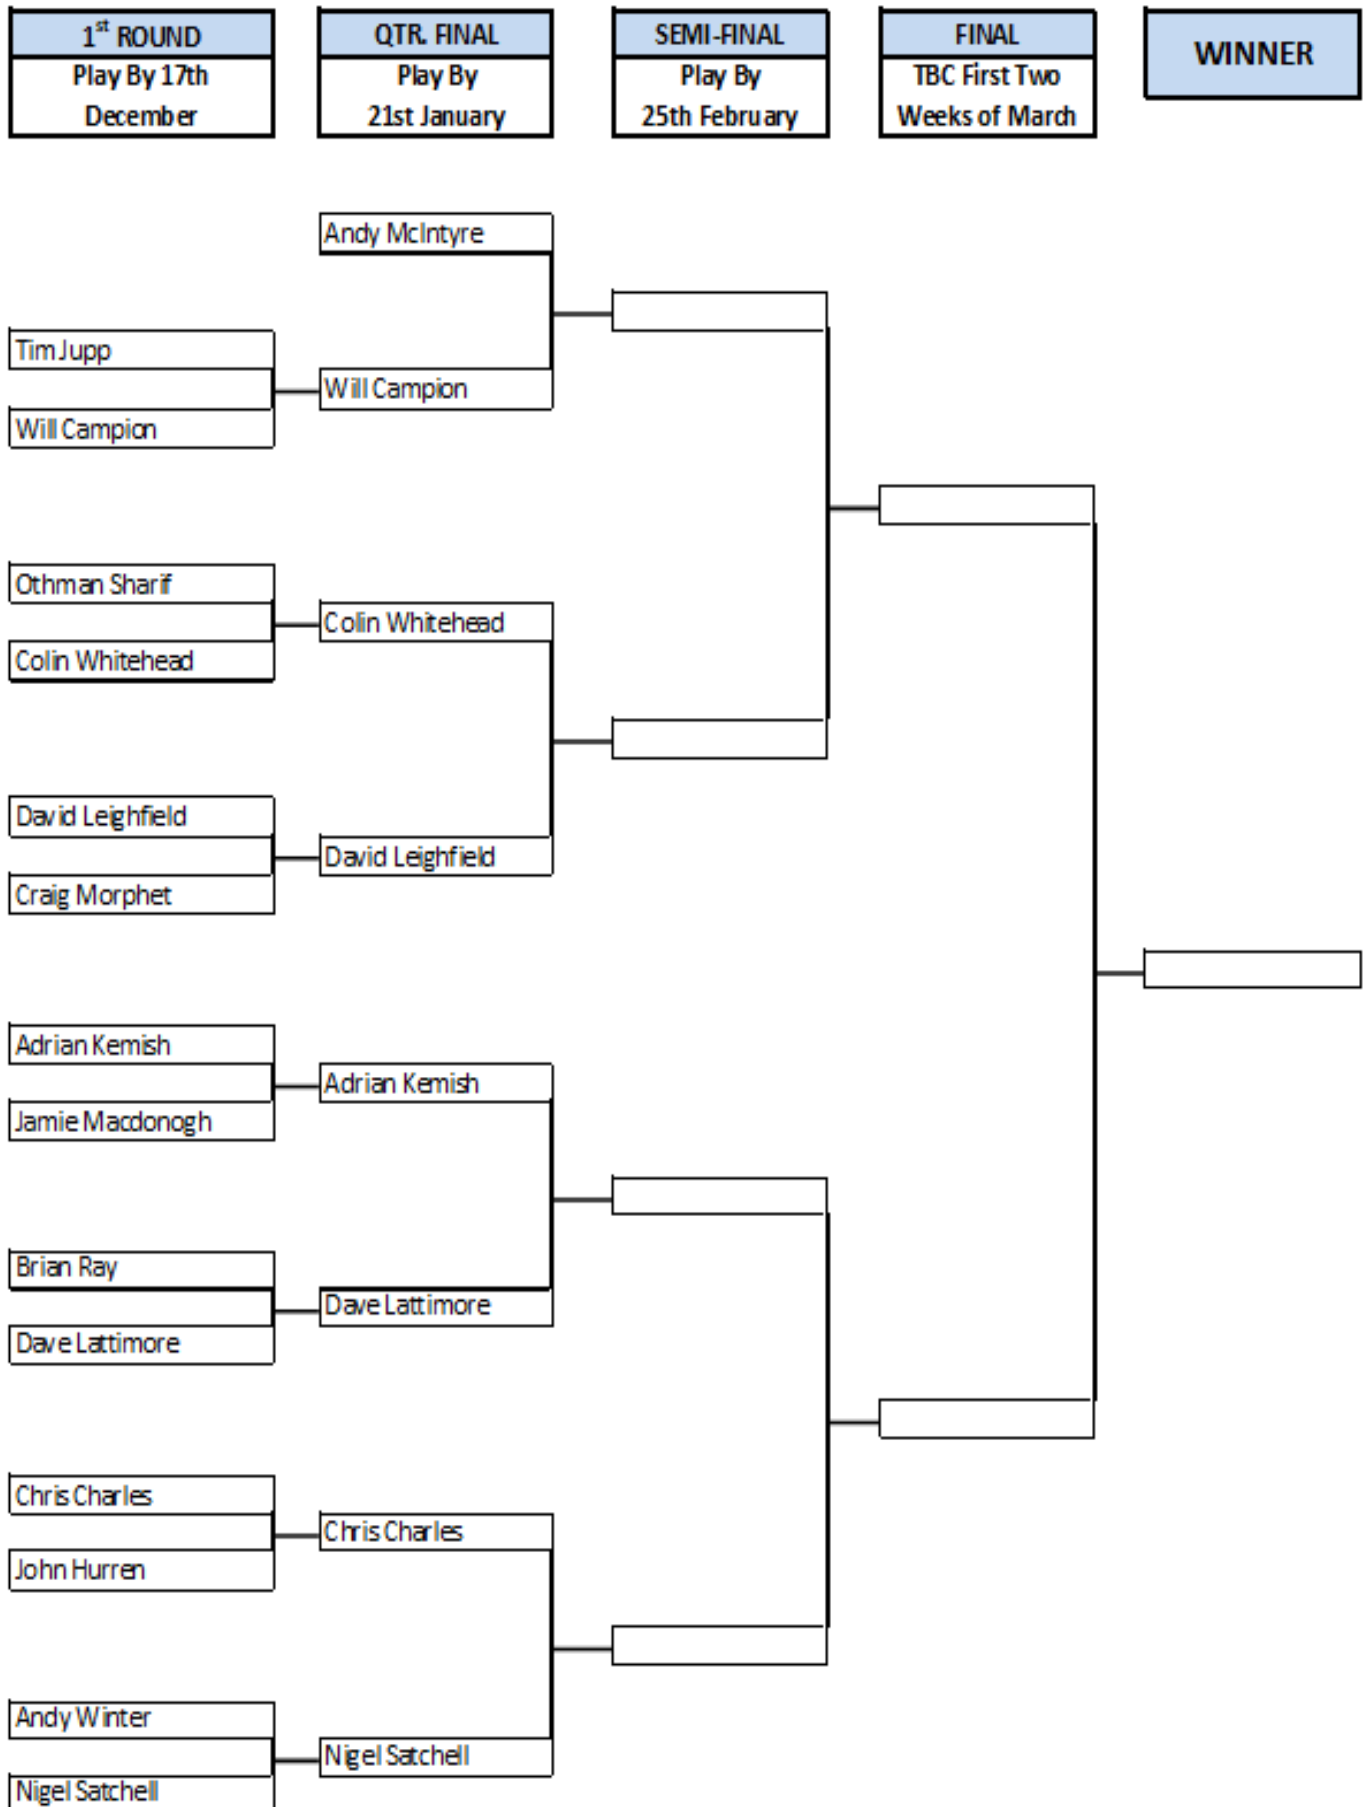 1st ROUND
Play By 17th
December
QTR. FINAL
Play By
21st January
SEMI-FINAL
Play By
25th February
FINAL
TBC First Two
Weeks of March
WINNER
Andy McIntyre
Tim Jupp
Will Campion
Will Campion
Othman Sharif
Colin Whitehead
Colin Whitehead
David Leighfield
David Leighfield
Craig Morphet
Adrian Kemish
Adrian Kemish
Jamie Macdonogh
Brian Ray
Dave Lattimore
Dave Lattimore
Chris Charles
Chris Charles
John Hurren
Andy Winter
Nigel Satchell
Nigel Satchell